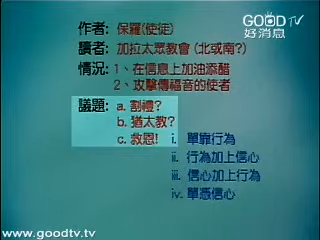 GOOD TV
好消息
作者: 保羅(使徒)
讀者: 加拉太眾教會 (北或南?)
情況: 1、在信息上加油添醋
2、攻擊傳福音的使者
議題: a. 割禮?
b. 猶太教?
c. 救恩! i. 單靠行為
ii. 行為加上信心
iii. 信心加上行為
iv. 單憑信心
www.goodtv.tv